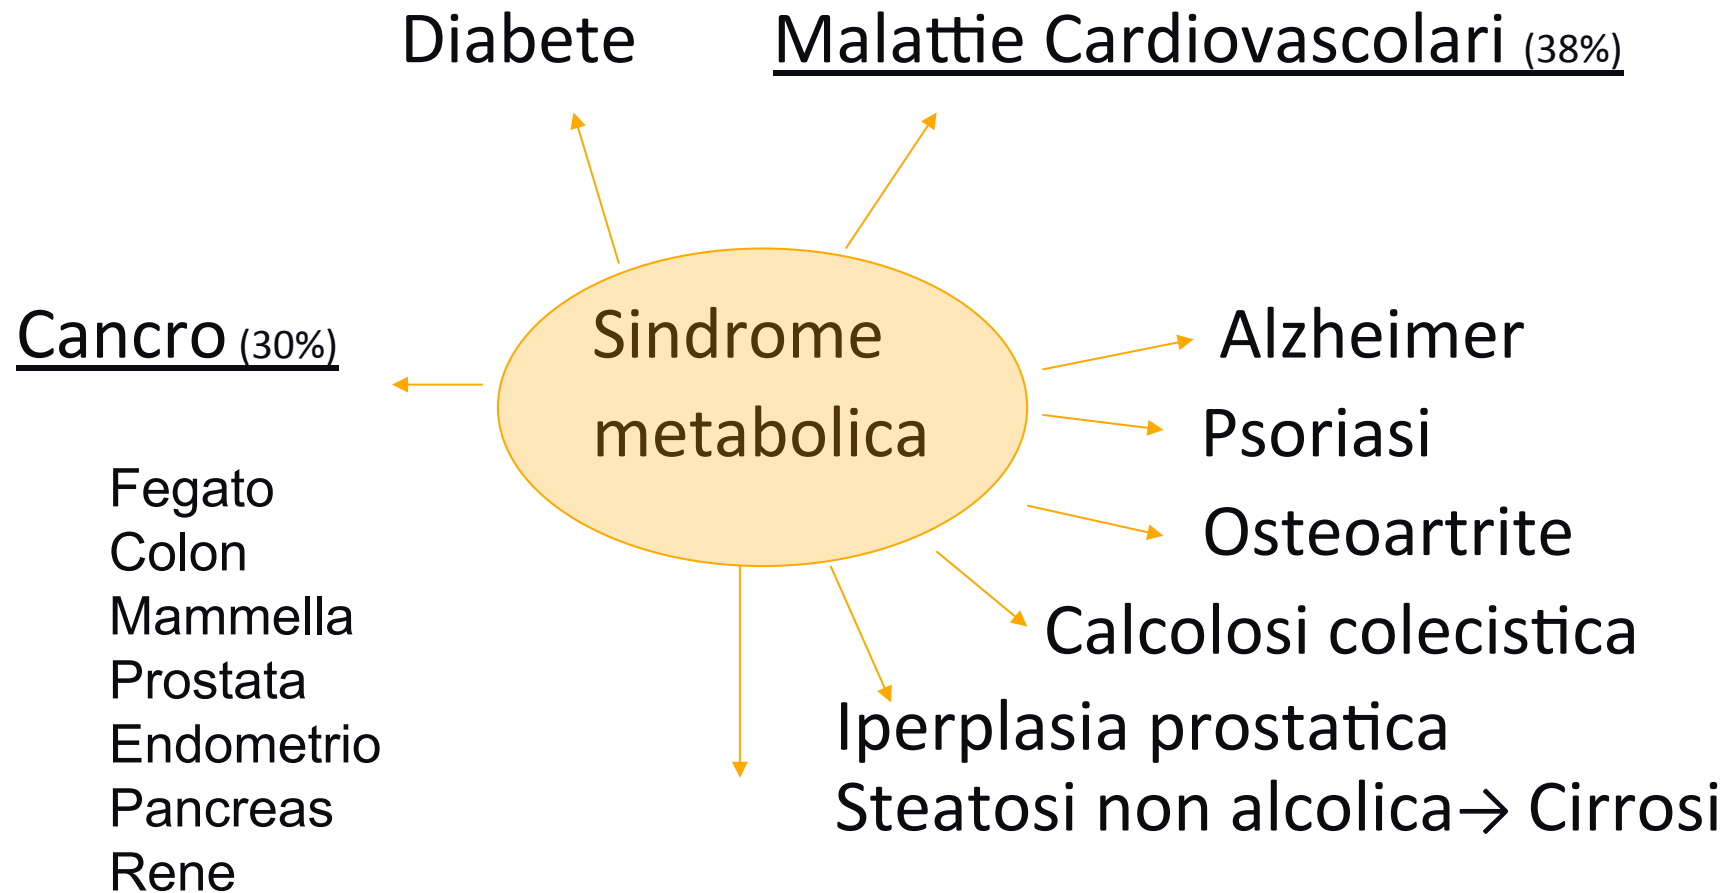 Diabete
Malattie Cardiovascolari (38%)
Cancro (30%)
Sindrome
metabolica
Alzheimer
Psoriasi
Osteoartrite
Calcolosi colecistica
Iperplasia prostatica
Steatosi non alcolica→ Cirrosi
Fegato
Colon
Mammella
Prostata
Endometrio
Pancreas
Rene